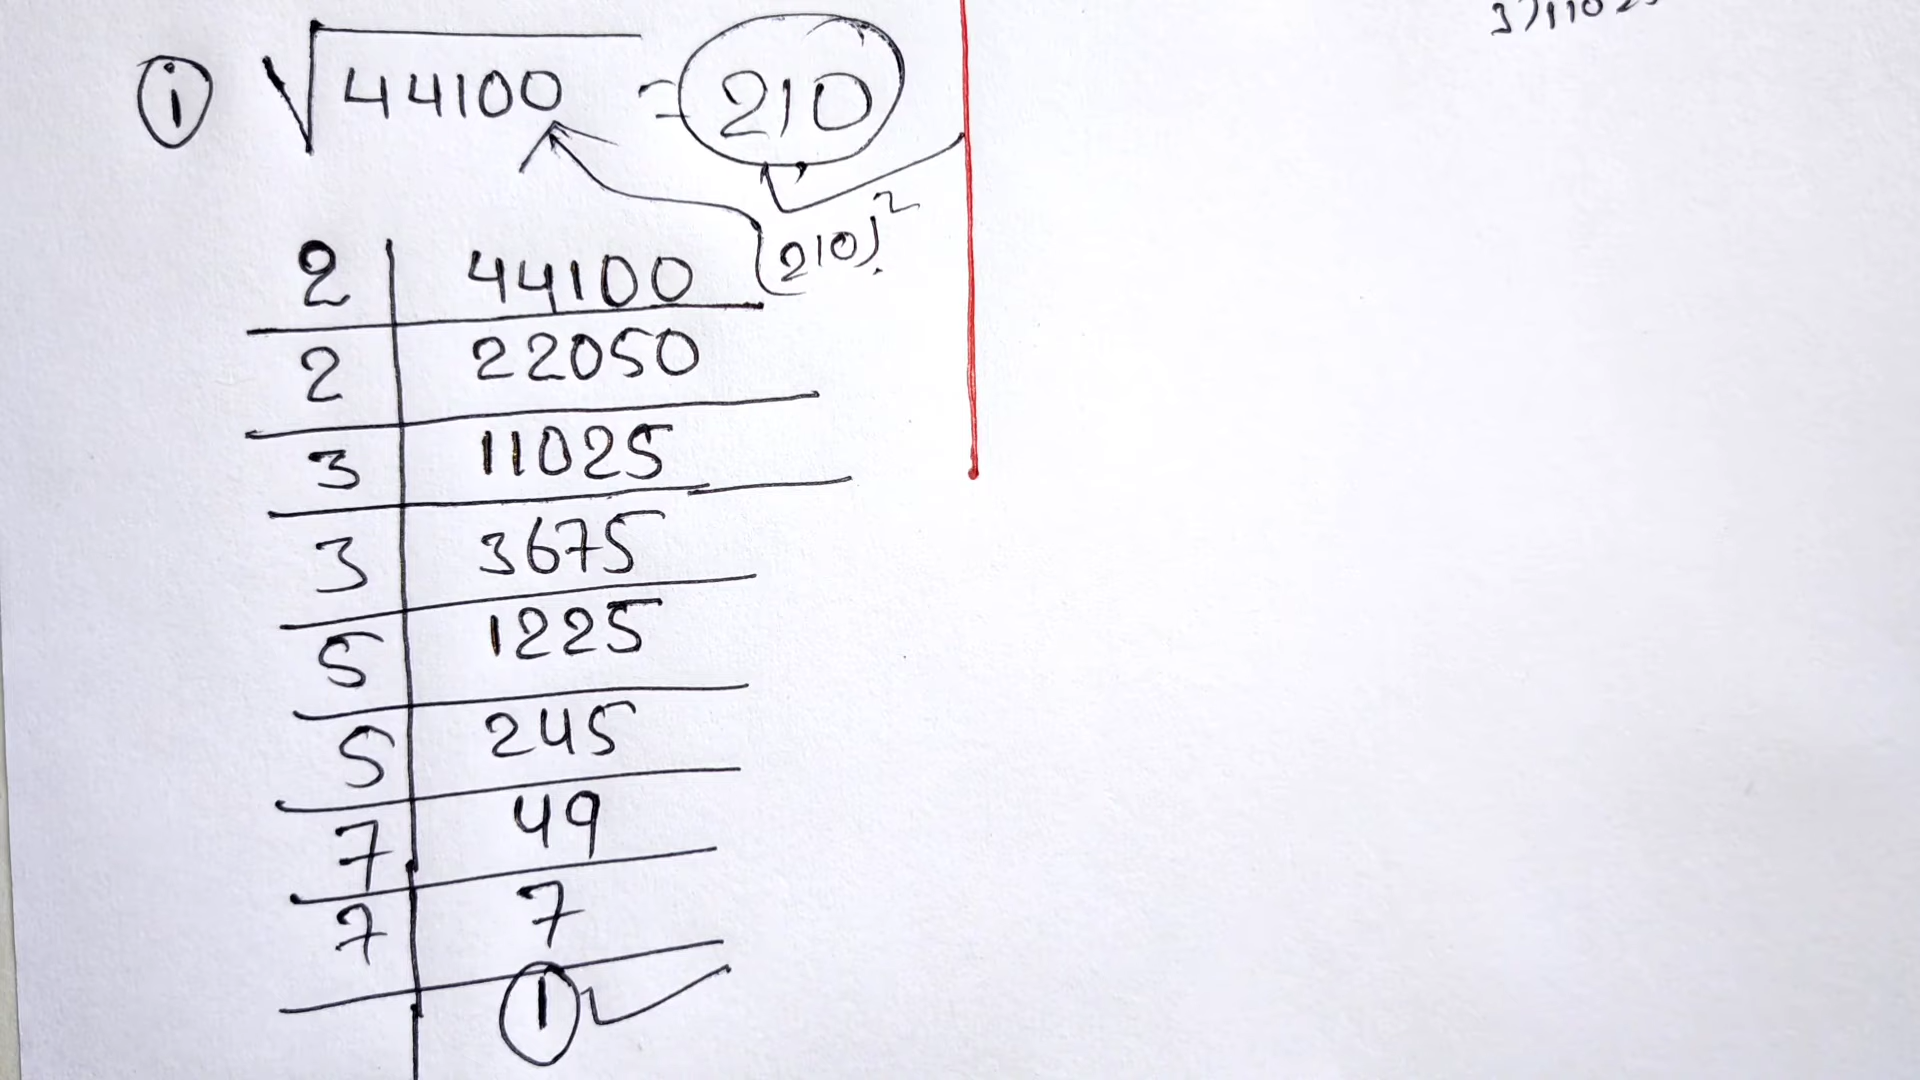 i √44100 = 210
(210)²
2 | 44100
2 | 22050
3 | 11025
3 | 3675
5 | 1225
5 | 245
7 | 49
7 | 7
1